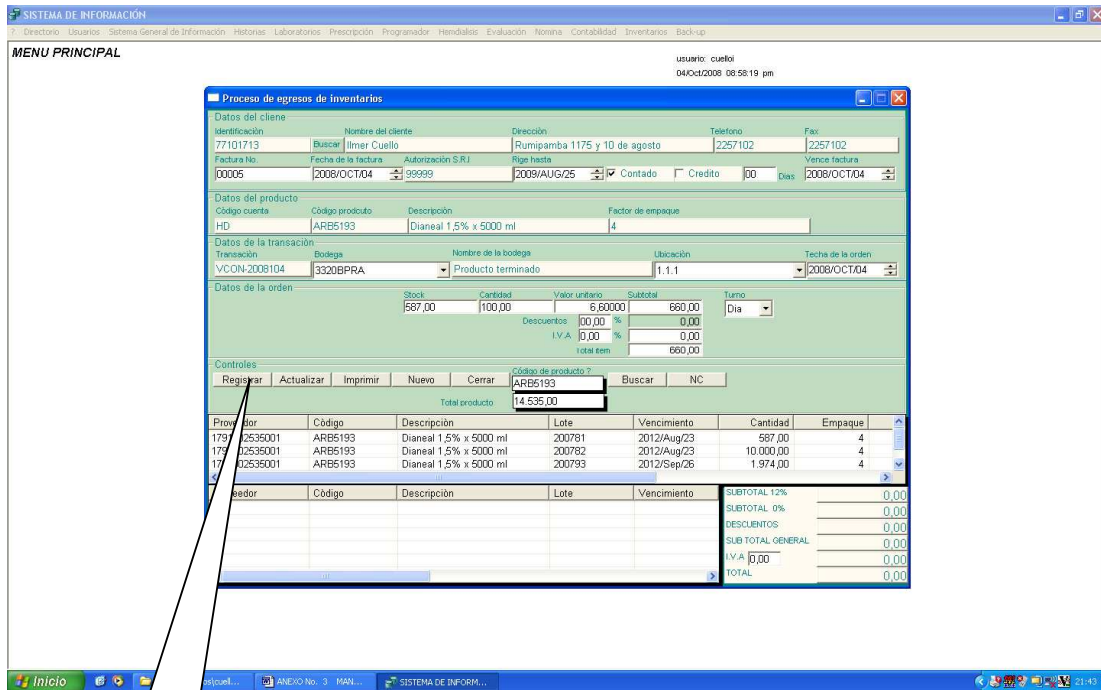 SISTEMA DE INFORMACIÓN
? Directorio Usuarios Sistema General de Información Historias Laboratorios Prescripción Programador Hemdialisis Evaluación Nomina Contabilidad Inventarios Back-up
MENU PRINCIPAL
usuario: cuelloi
04/Oct/2008 08:58:19 pm
Proceso de egresos de inventarios
Datos del cliene
Identificación Nombre del cliente Dirección Telefono Fax
77101713 Buscar Ilmer Cuello Rumipamba 1175 y 10 de agosto 2257102 2257102
Factura No. Fecha de la factura Autorización S.R.I Rige hasta Vence factura
00005 2008/OCT/04 99999 2009/AUG/25 Contado Credito 00 Dias 2008/OCT/04
Datos del producto
Código cuenta Código prodcuto Descripción Factor de empaque
HD ARB5193 Dianeal 1,5% x 5000 ml 4
Datos de la transación
Transación Bodega Nombre de la bodega Ubicación Techa de la orden
VCON-2008104 3320BPRA Producto terminado 1.1.1 2008/OCT/04
Datos de la orden
Stock Cantidad Valor unitario Subtotal Turno
587,00 100,00 6,60000 660,00 Dia
Descuentos 00,00 % 0,00
I.V.A 0,00 % 0,00
Total item 660,00
Controles
Código de producto ?
Registrar Actualizar Imprimir Nuevo Cerrar ARB5193 Buscar NC
Total producto 14.535,00
Código Descripción Lote Vencimiento Cantidad Empaque
ARB5193 Dianeal 1,5% x 5000 ml 200781 2012/Aug/23 587,00 4
ARB5193 Dianeal 1,5% x 5000 ml 200782 2012/Aug/23 10.000,00 4
ARB5193 Dianeal 1,5% x 5000 ml 200793 2012/Sep/26 1.974,00 4
Código Descripción Lote Vencimiento
SUBTOTAL 12% 0,00
SUBTOTAL 0% 0,00
DESCUENTOS 0,00
SUB TOTAL GENERAL 0,00
I.V.A 0,00 0,00
TOTAL 0,00
Inicio ANEXO No. 3 MAN... SISTEMA DE INFORM... 21:43